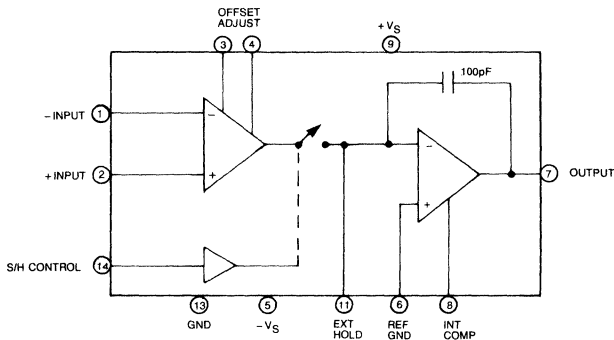 OFFSET
ADJUST
+ VS
3
4
9
100pF
– INPUT 1
–
–
+ INPUT 2
+
+
7 OUTPUT
S/H CONTROL 14
13
5
11
6
8
GND
– VS
EXT
HOLD
REF
GND
INT
COMP